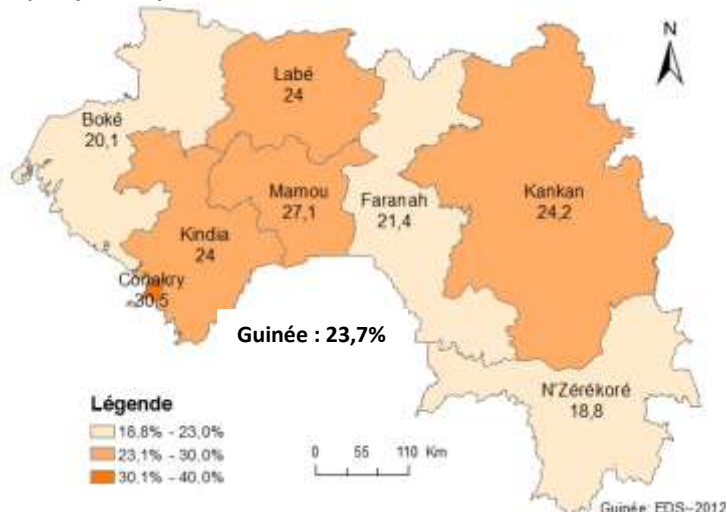 N
Labé
24
Boké
20,1
Mamou
27,1
Faranah
21,4
Kankan
24,2
Kindia
24
Conakry
30,5
Guinée : 23,7%
N'Zérékoré
18,8
Légende
18,8% - 23,0%
23,1% - 30,0%
30,1% - 40,0%
0 55 110 Km
Guinée: EDS-2012